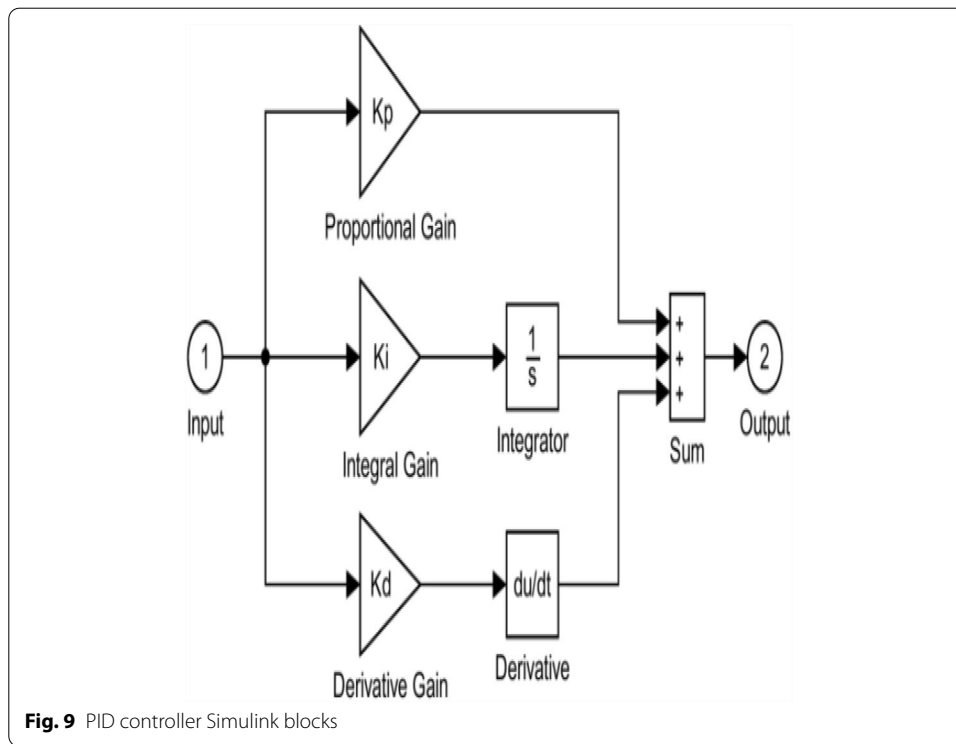 Kp
Proportional Gain
1
Input
Ki
Integral Gain
1
s
Integrator
+
+
+
Sum
2
Output
Kd
Derivative Gain
du/dt
Derivative
Fig. 9 PID controller Simulink blocks